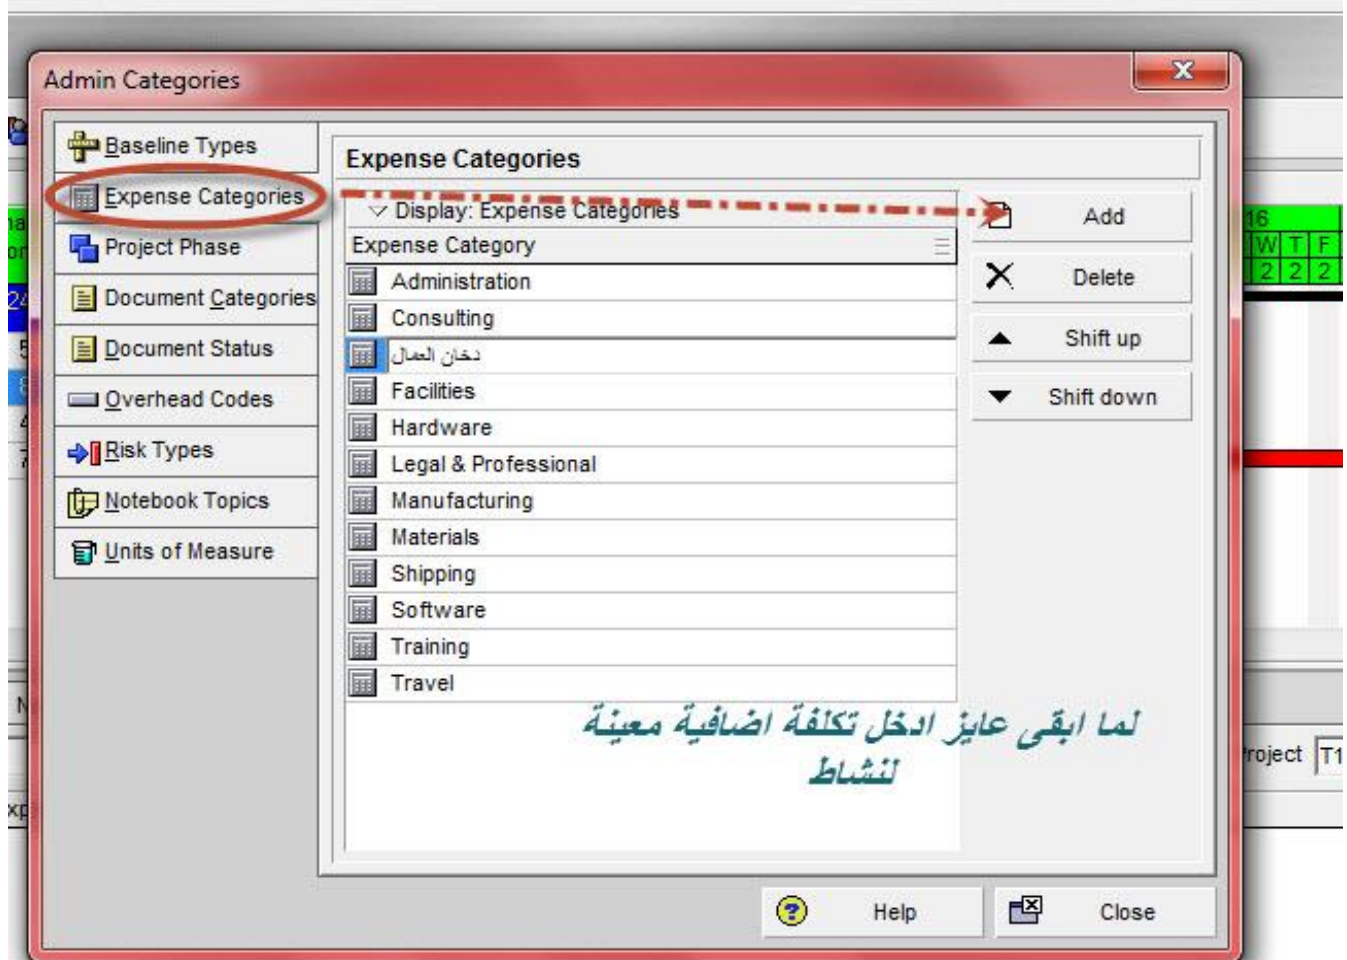 Admin Categories
Baseline Types
Expense Categories
Project Phase
Document Categories
Document Status
Overhead Codes
Risk Types
Notebook Topics
Units of Measure
Expense Categories
Display: Expense Categories
Expense Category
Administration
Consulting
دخان العمال
Facilities
Hardware
Legal & Professional
Manufacturing
Materials
Shipping
Software
Training
Travel
Add
Delete
Shift up
Shift down
لما ابقى عايز ادخل تكلفة اضافية معينة
لنشاط
Help
Close
16
W T F
2 2 2
24
roject T1
xp